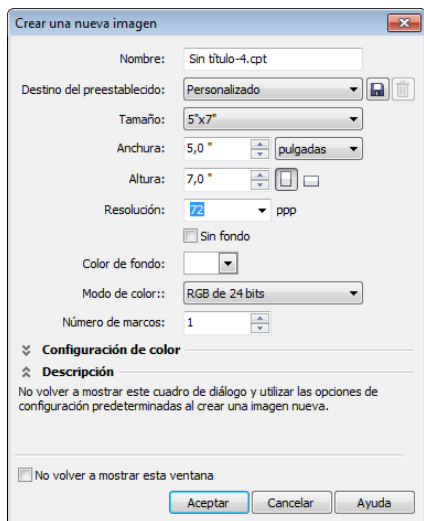 Crear una nueva imagen
Nombre: Sin título-4.cpt
Destino del preestablecido: Personalizado
Tamaño: 5"x7"
Anchura: 5,0 " pulgadas
Altura: 7,0 "
Resolución: 72 ppp
Sin fondo
Color de fondo:
Modo de color:: RGB de 24 bits
Número de marcos: 1
Configuración de color
Descripción
No volver a mostrar este cuadro de diálogo y utilizar las opciones de
configuración predeterminadas al crear una imagen nueva.
No volver a mostrar esta ventana
Aceptar Cancelar Ayuda